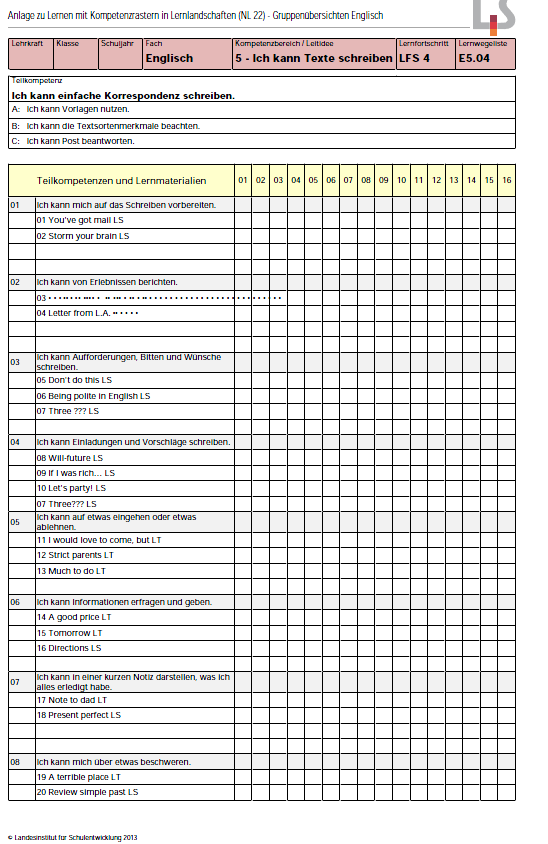 Anlage zu Lernen mit Kompetenzrastern in Lernlandschaften (NL 22) - Gruppenübersichten Englisch
LS
Lehrkraft Klasse Schuljahr Fach Kompetenzbereich / Leitidee Lernfortschritt Lernwegeliste
Englisch 5 - Ich kann Texte schreiben LFS 4 E5.04
Teilkompetenz
Ich kann einfache Korrespondenz schreiben.
A: Ich kann Vorlagen nutzen.
B: Ich kann die Textsortenmerkmale beachten.
C: Ich kann Post beantworten.
Teilkompetenzen und Lernmaterialien 01 02 03 04 05 06 07 08 09 10 11 12 13 14 15 16
01 Ich kann mich auf das Schreiben vorbereiten.
01 You've got mail LS
02 Storm your brain LS
02 Ich kann von Erlebnissen berichten.
03
04 Letter from L.A.
03 Ich kann Aufforderungen, Bitten und Wünsche
schreiben.
05 Don't do this LS
06 Being polite in English LS
07 Three ??? LS
04 Ich kann Einladungen und Vorschläge schreiben.
08 Will-future LS
09 If I was rich... LS
10 Let's party! LS
07 Three??? LS
05 Ich kann auf etwas eingehen oder etwas
ablehnen.
11 I would love to come, but LT
12 Strict parents LT
13 Much to do LT
06 Ich kann Informationen erfragen und geben.
14 A good price LT
15 Tomorrow LT
16 Directions LS
07 Ich kann in einer kurzen Notiz darstellen, was ich
alles erledigt habe.
17 Note to dad LT
18 Present perfect LS
08 Ich kann mich über etwas beschweren.
19 A terrible place LT
20 Review simple past LS
© Landesinstitut für Schulentwicklung 2013